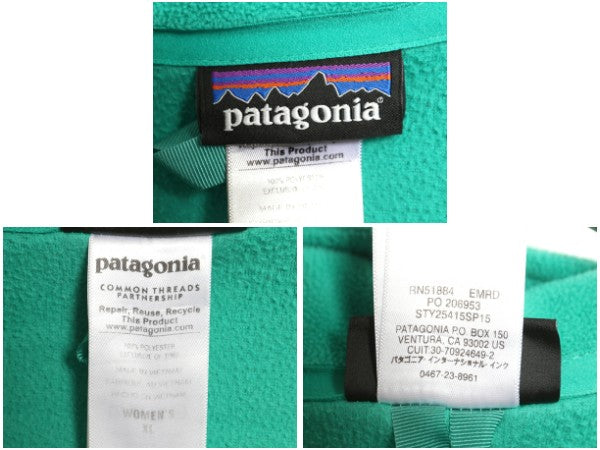 patagonia®
This Product
www.patagonia.com
100% POLYESTER
patagonia
COMMON THREADS
PARTNERSHIP
Repair, Reuse, Recycle
This Product
www.patagonia.com
100% POLYESTER
WOMEN'S
XL
RN51884 EMRD
PO 208953
STY25415SP15
PATAGONIA P.O. BOX 150
VENTURA, CA 93002 US
CUIT:30-70924649-2
パタゴニア・インターナショナル・インク
0467-23-8961